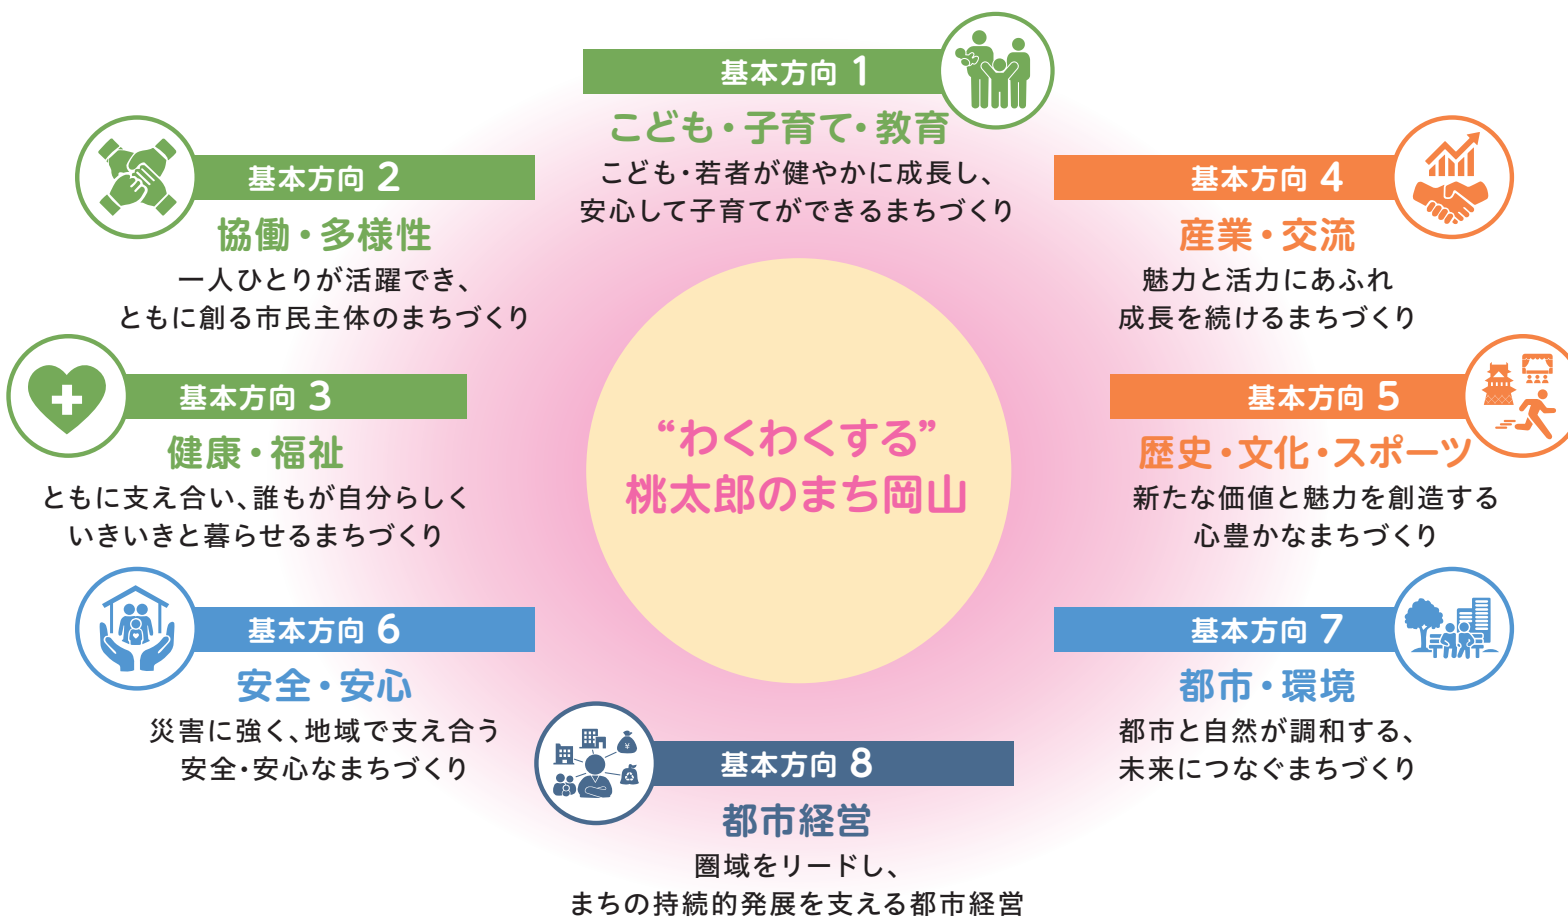 基本方向 1
こども・子育て・教育
こども・若者が健やかに成長し、
安心して子育てができるまちづくり
基本方向 2
協働・多様性
一人ひとりが活躍でき、
ともに創る市民主体のまちづくり
基本方向 3
健康・福祉
ともに支え合い、誰もが自分らしく
いきいきと暮らせるまちづくり
基本方向 4
産業・交流
魅力と活力にあふれ
成長を続けるまちづくり
基本方向 5
歴史・文化・スポーツ
新たな価値と魅力を創造する
心豊かなまちづくり
“わくわくする”
桃太郎のまち岡山
基本方向 6
安全・安心
災害に強く、地域で支え合う
安全・安心なまちづくり
基本方向 7
都市・環境
都市と自然が調和する、
未来につなぐまちづくり
¥
基本方向 8
都市経営
圏域をリードし、
まちの持続的発展を支える都市経営